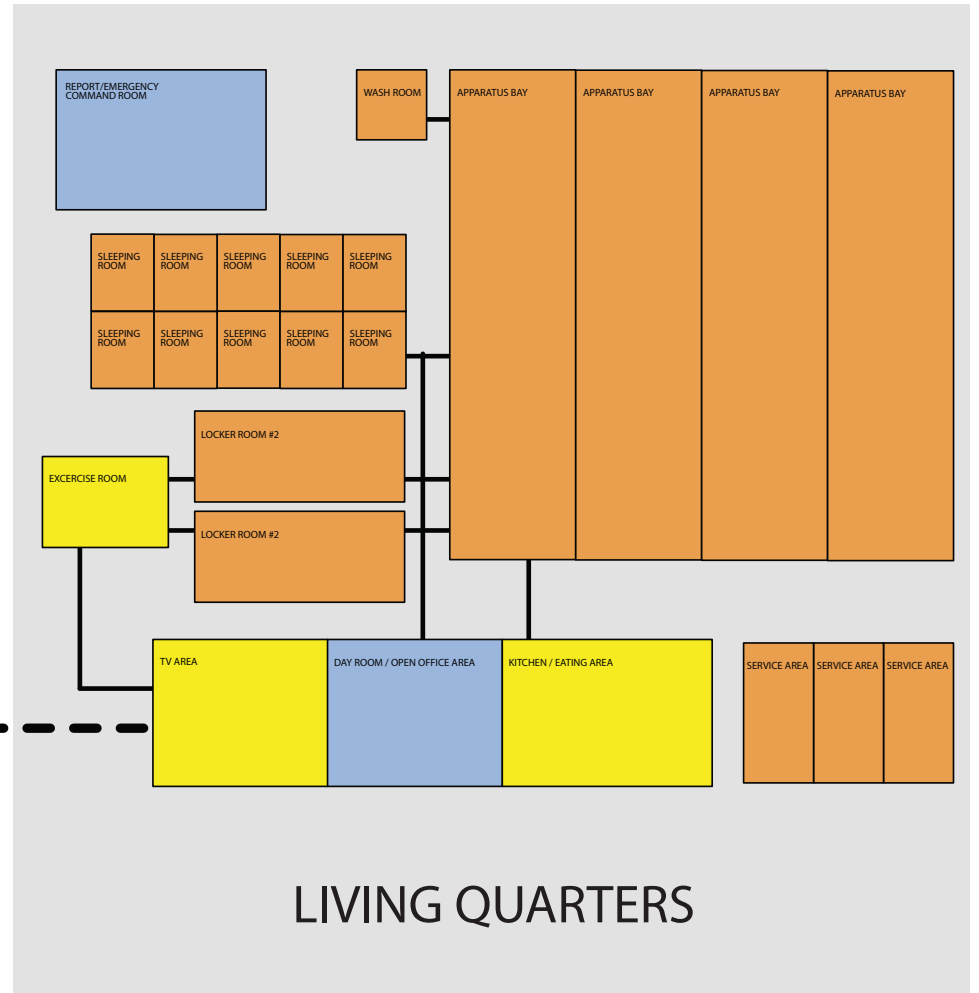 REPORT/EMERGENCY
COMMAND ROOM
WASH ROOM
APPARATUS BAY
APPARATUS BAY
APPARATUS BAY
APPARATUS BAY
SLEEPING
ROOM
SLEEPING
ROOM
SLEEPING
ROOM
SLEEPING
ROOM
SLEEPING
ROOM
SLEEPING
ROOM
SLEEPING
ROOM
SLEEPING
ROOM
SLEEPING
ROOM
SLEEPING
ROOM
LOCKER ROOM #2
EXCERCISE ROOM
LOCKER ROOM #2
TV AREA
DAY ROOM / OPEN OFFICE AREA
KITCHEN / EATING AREA
SERVICE AREA
SERVICE AREA
SERVICE AREA
LIVING QUARTERS